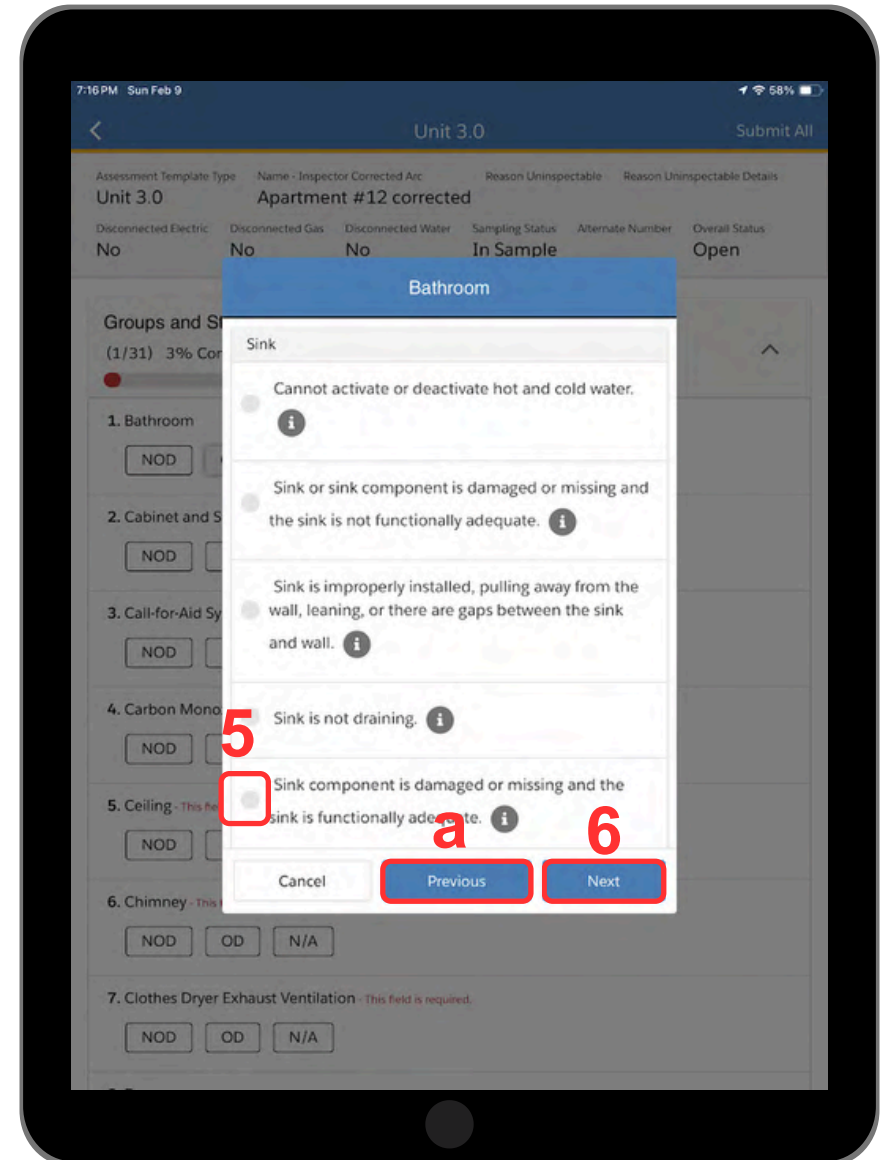 7:16 PM Sun Feb 9 58%
Unit 3.0 Submit All
Assessment Template Type Name - Inspector Corrected Arc Reason Uninspectable Reason Uninspectable Details
Unit 3.0 Apartment #12 corrected
Disconnected Electric Disconnected Gas Disconnected Water Sampling Status Alternate Number Overall Status
No No No In Sample Open
Bathroom
Groups and S
(1/31) 3% Co
Sink
Cannot activate or deactivate hot and cold water.
1. Bathroom
NOD
Sink or sink component is damaged or missing and
the sink is not functionally adequate.
2. Cabinet and S
NOD
Sink is improperly installed, pulling away from the
wall, leaning, or there are gaps between the sink
and wall.
3. Call-for-Aid Sy
NOD
4. Carbon Mono
NOD
5
Sink is not draining.
Sink component is damaged or missing and the
sink is functionally adequate.
5. Ceiling - This fie
NOD
a
6
Cancel Previous Next
6. Chimney - This
NOD OD N/A
7. Clothes Dryer Exhaust Ventilation - This field is required.
NOD OD N/A